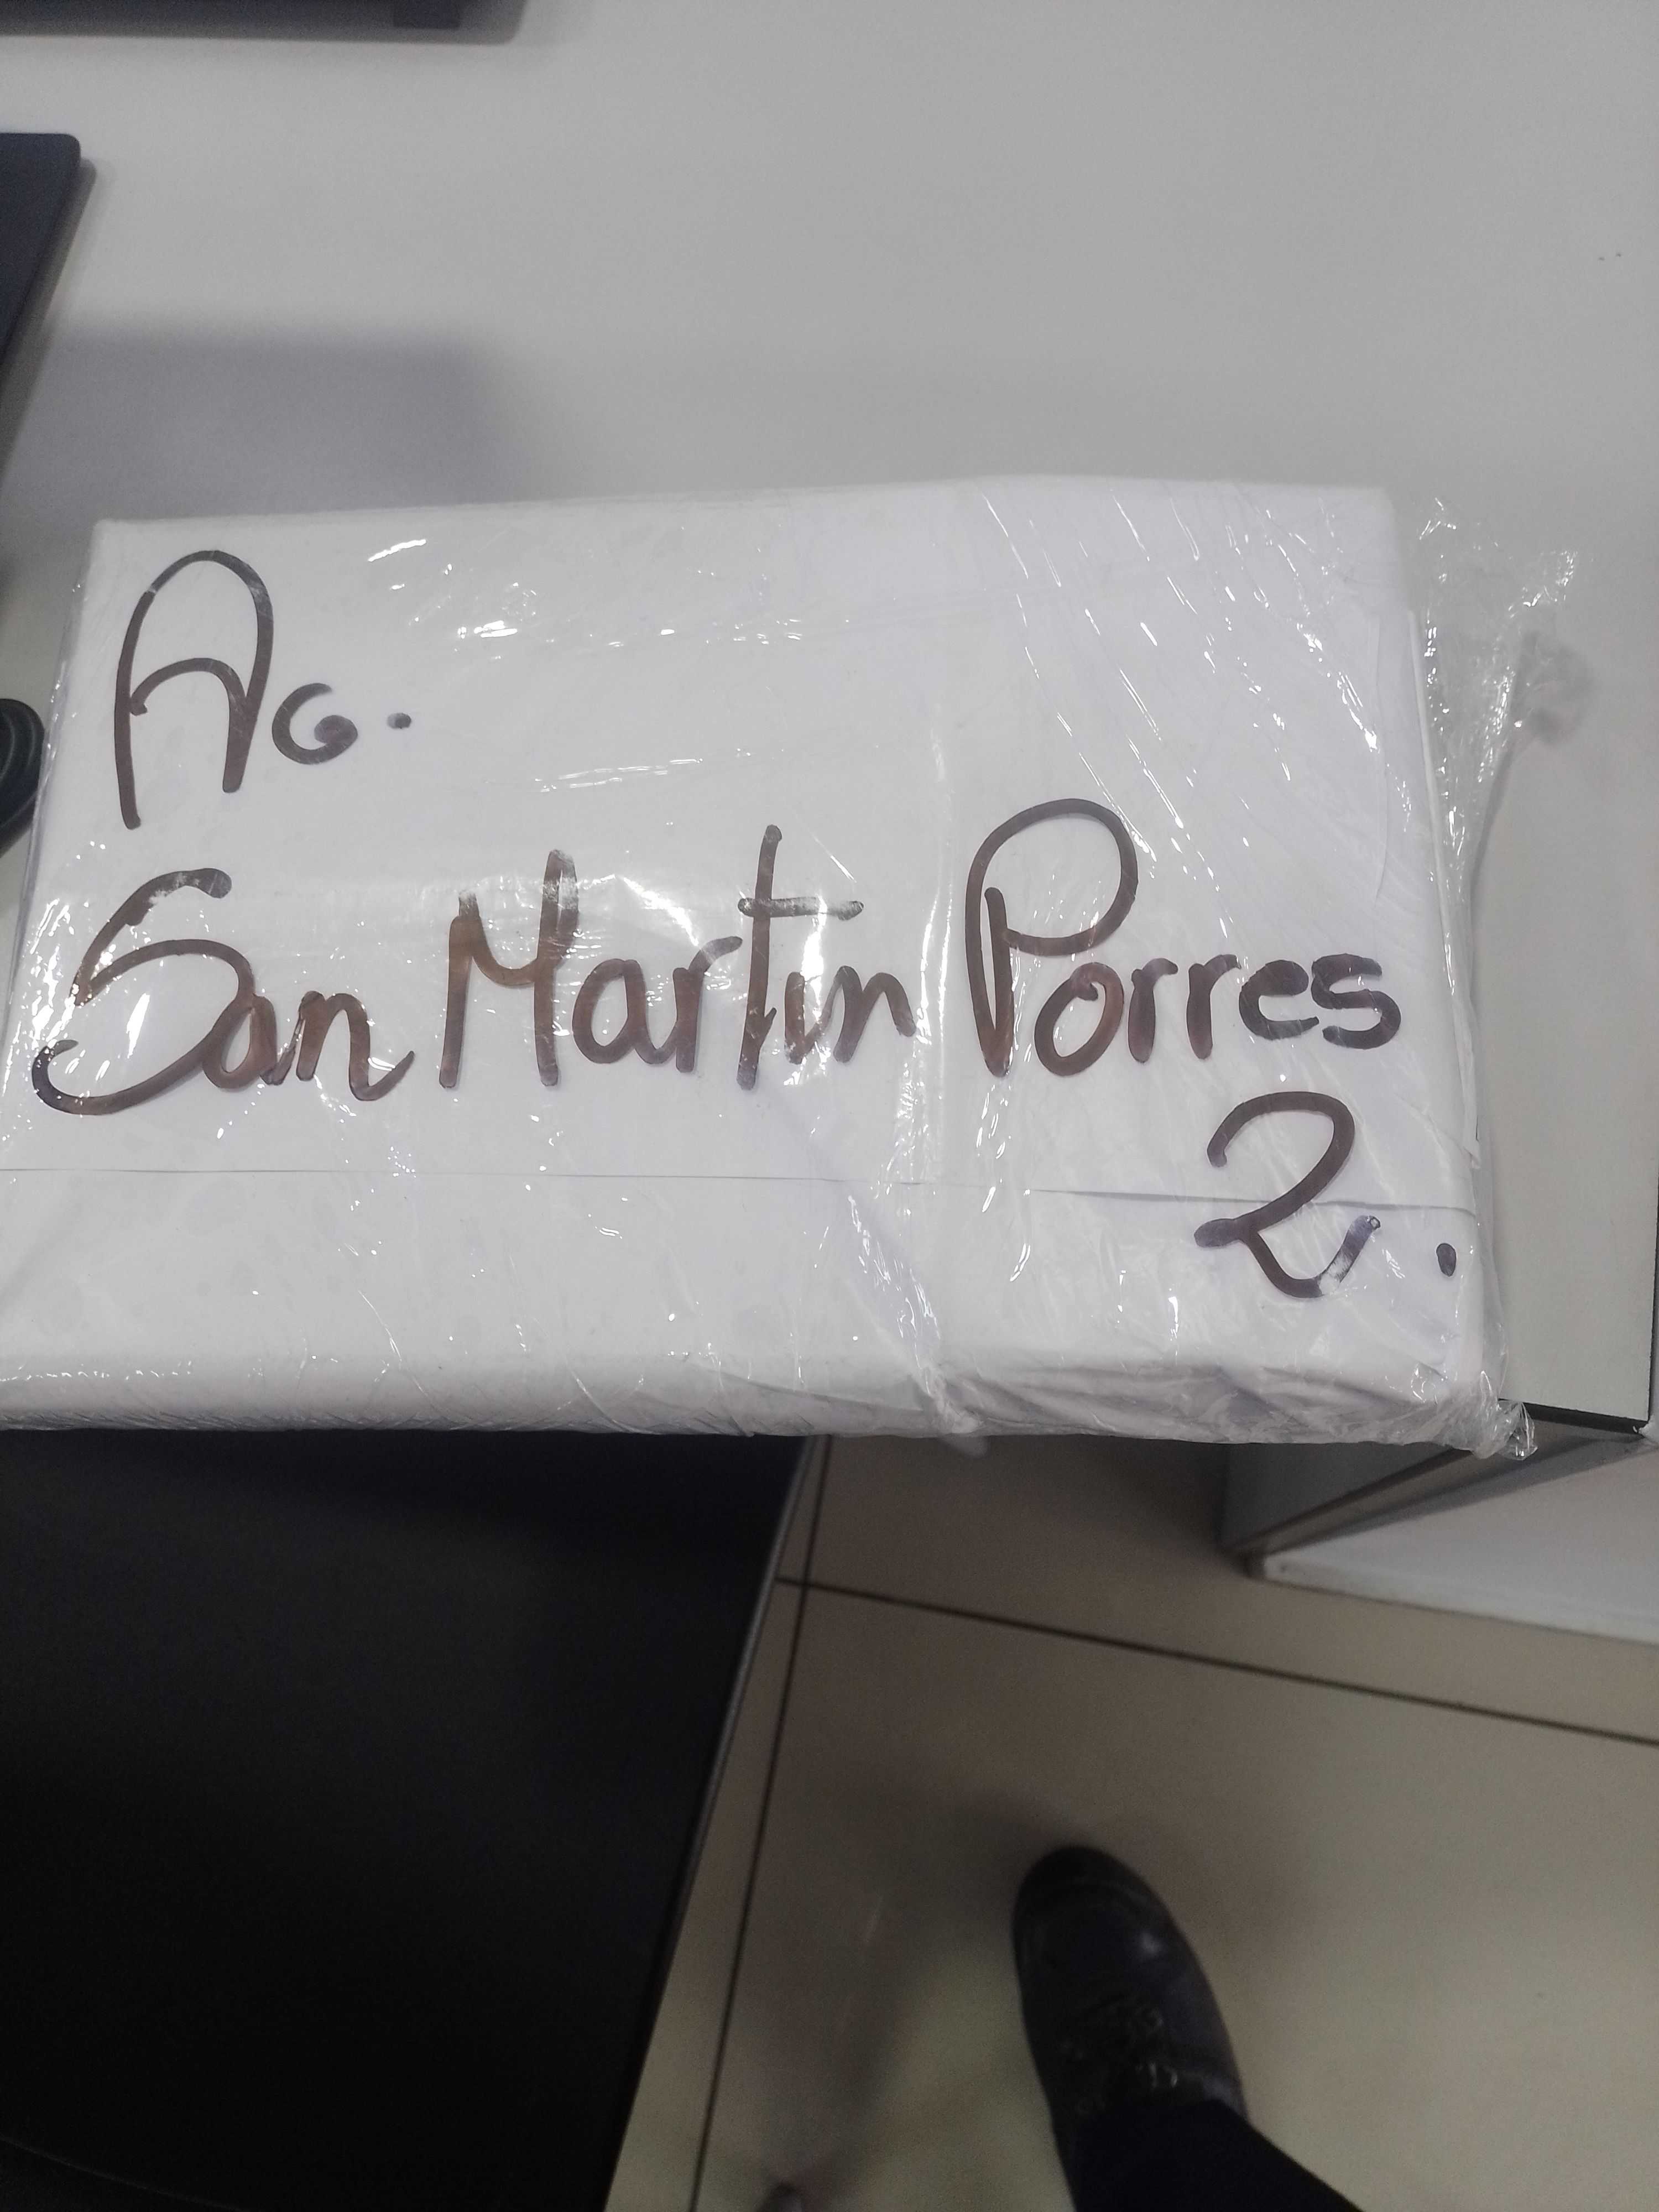 AG.
San Martin Porres
2.